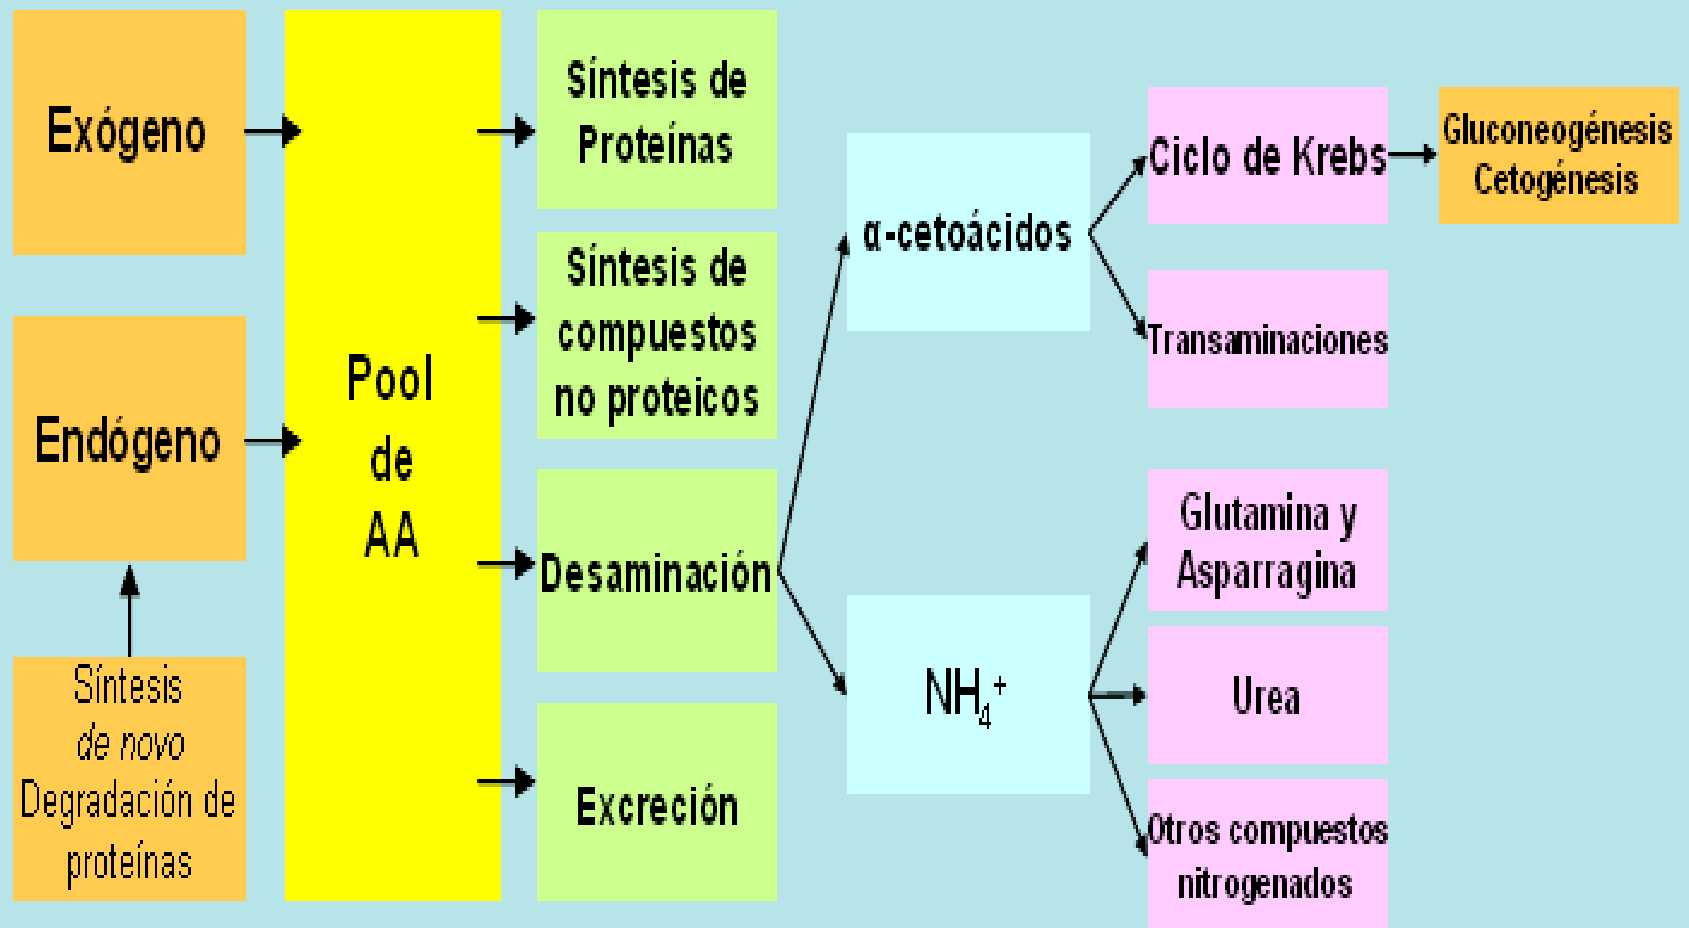 Exógeno
Endógeno
Síntesis
de novo
Degradación de
proteínas
Pool
de
AA
Síntesis de
Proteínas
Síntesis de
compuestos
no proteicos
Desaminación
Excreción
α-cetoácidos
NH₄⁺
Ciclo de Krebs
Transaminaciones
Glutamina y
Asparragina
Urea
Otros compuestos
nitrogenados
Gluconeogénesis
Cetogénesis